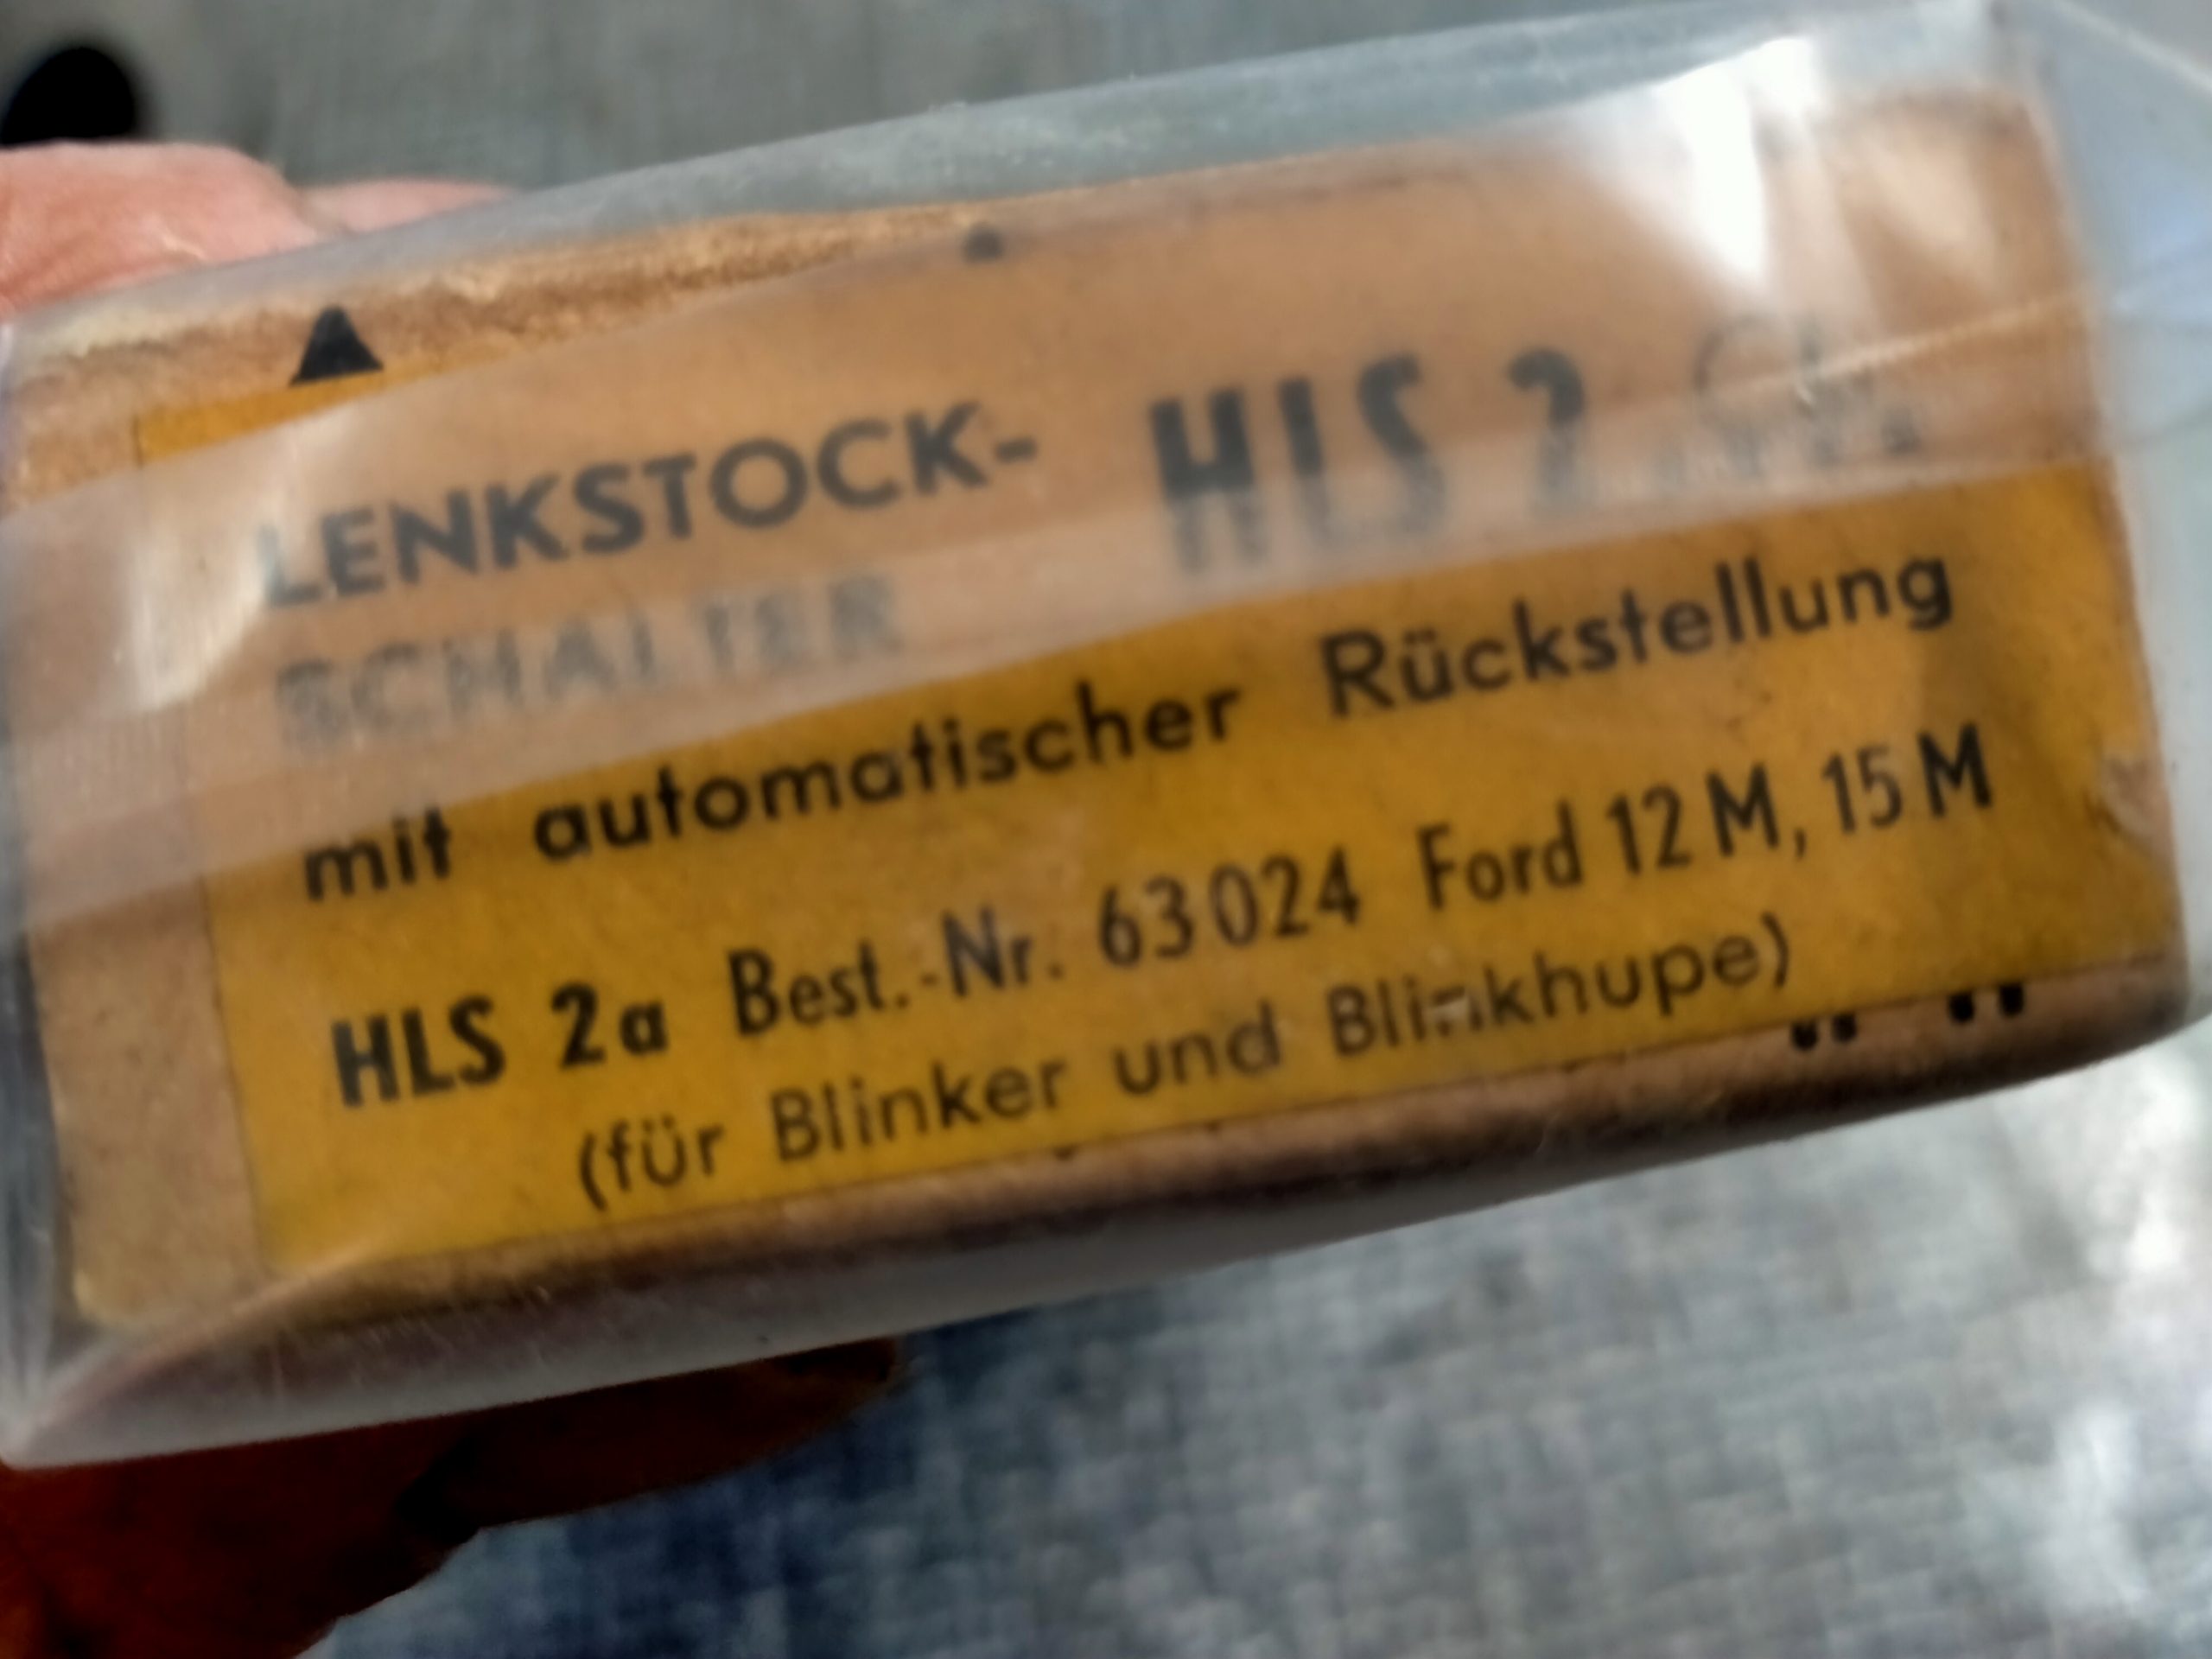 LENKSTOCK- HLS 2
SCHALTER
mit automatischer Rückstellung
HLS 2a Best.-Nr. 63024 Ford 12 M, 15 M
(für Blinker und Blinkhupe)